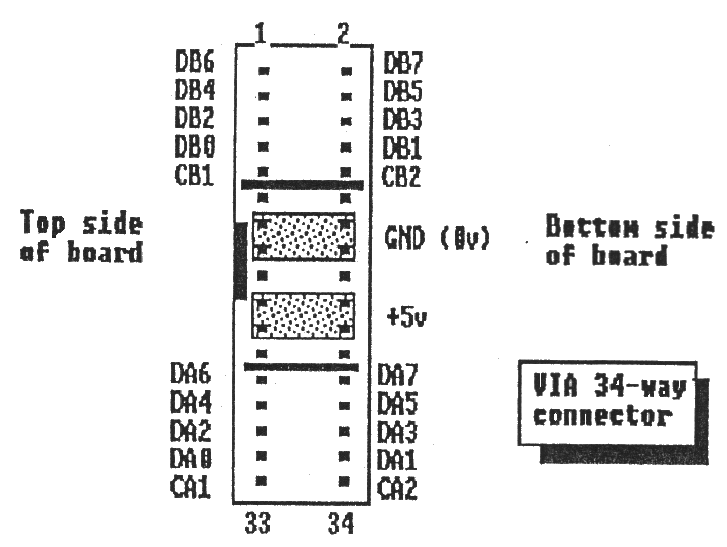 1 2
DB6 DB7
DB4 DB5
DB2 DB3
DB0 DB1
CB1 CB2
Top side
of board
GND (0v)
Bottom side
of board
+5v
DA6 DA7
DA4 DA5
DA2 DA3
DA0 DA1
CA1 CA2
33 34
VIA 34-way
connector